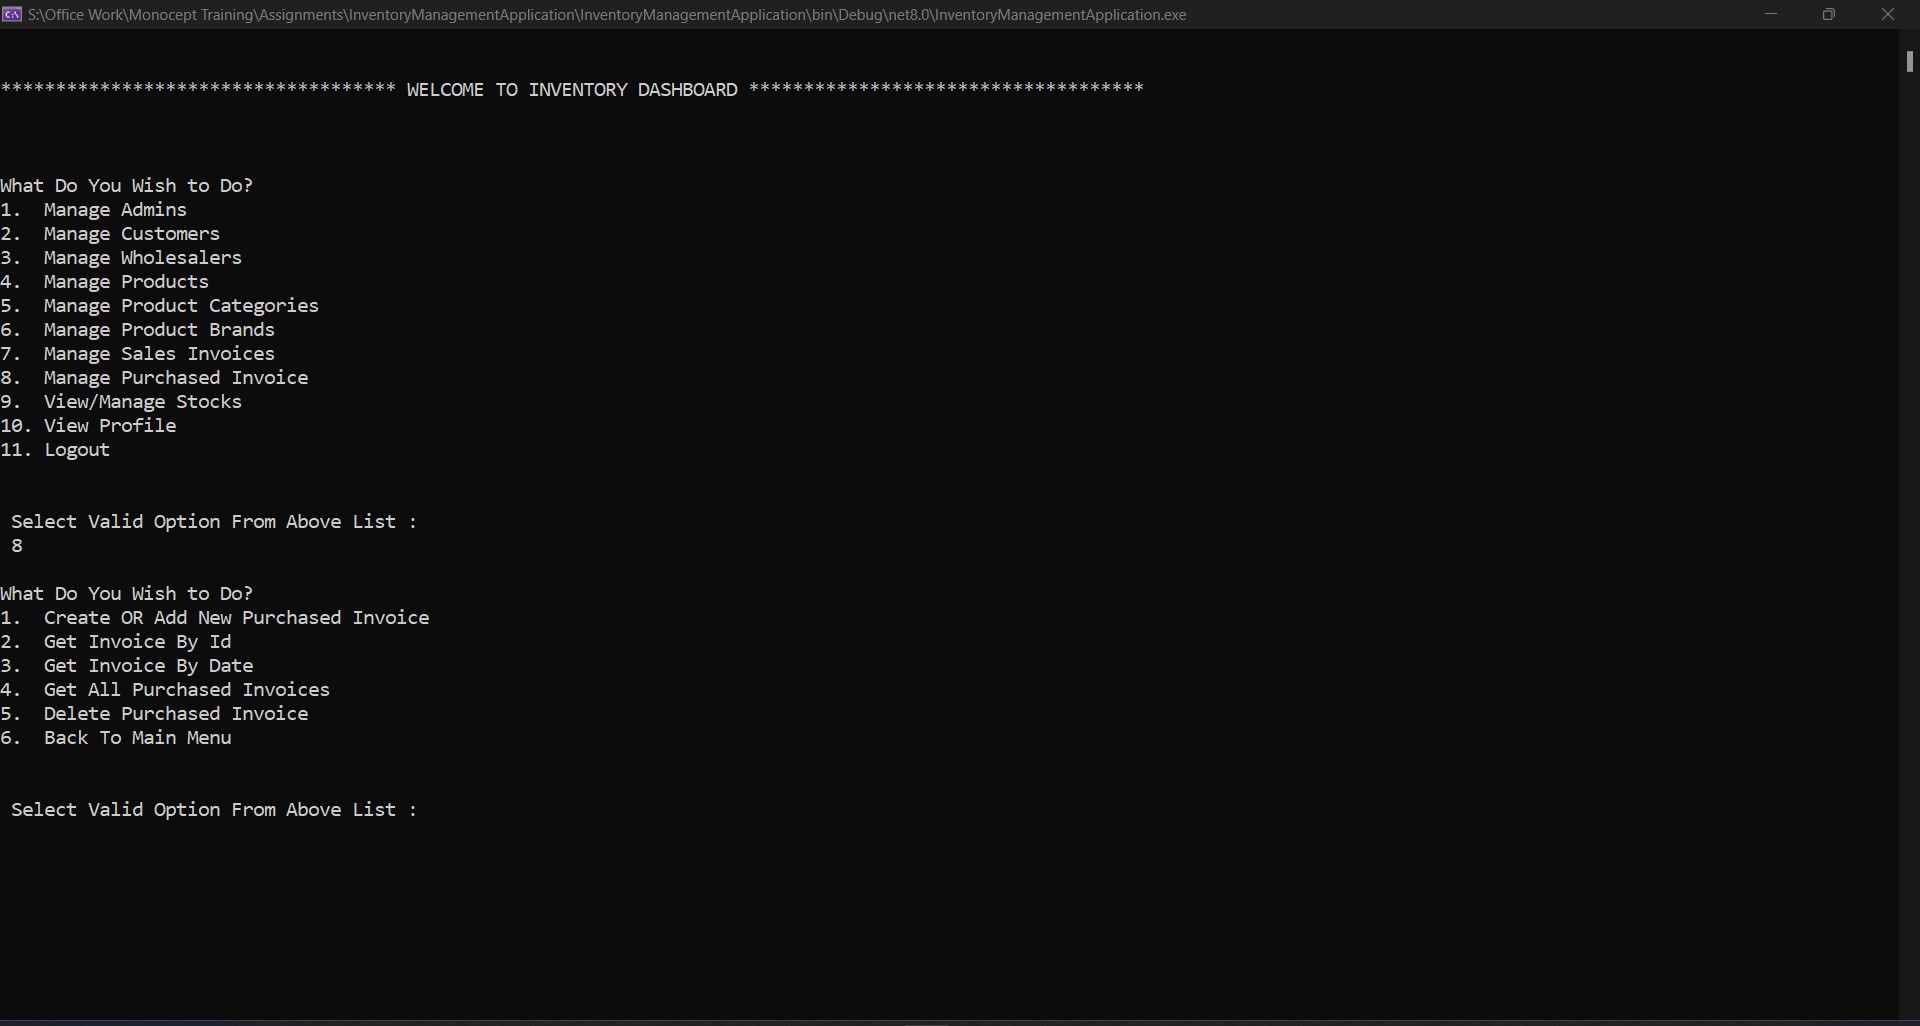 S:\Office Work\Monocept Training\Assignments\InventoryManagementApplication\InventoryManagementApplication\bin\Debug\net8.0\InventoryManagementApplication.exe
************************************ WELCOME TO INVENTORY DASHBOARD ************************************
What Do You Wish to Do?
1.  Manage Admins
2.  Manage Customers
3.  Manage Wholesalers
4.  Manage Products
5.  Manage Product Categories
6.  Manage Product Brands
7.  Manage Sales Invoices
8.  Manage Purchased Invoice
9.  View/Manage Stocks
10. View Profile
11. Logout
Select Valid Option From Above List :
8
What Do You Wish to Do?
1.  Create OR Add New Purchased Invoice
2.  Get Invoice By Id
3.  Get Invoice By Date
4.  Get All Purchased Invoices
5.  Delete Purchased Invoice
6.  Back To Main Menu
Select Valid Option From Above List :